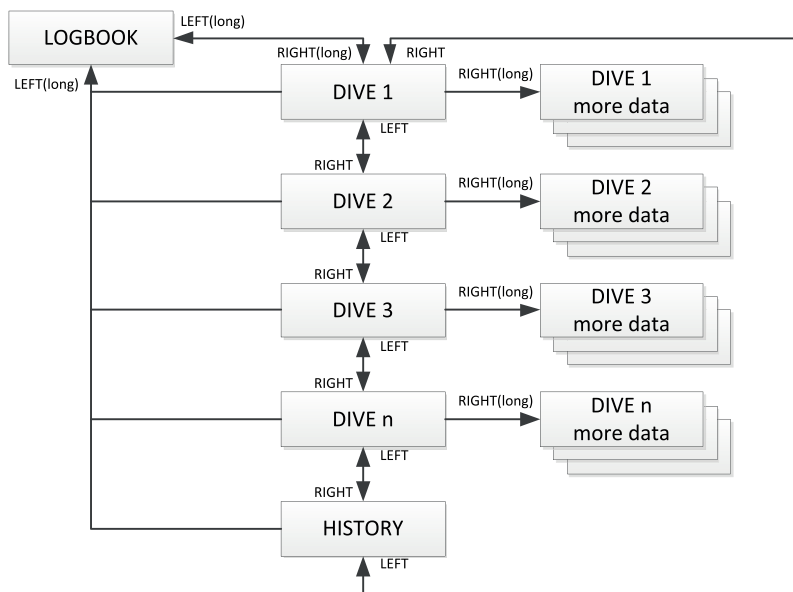 LOGBOOK
LEFT(long)
RIGHT(long)
RIGHT
LEFT(long)
DIVE 1
RIGHT(long)
DIVE 1
more data
LEFT
RIGHT
DIVE 2
RIGHT(long)
DIVE 2
more data
LEFT
RIGHT
DIVE 3
RIGHT(long)
DIVE 3
more data
LEFT
RIGHT
DIVE n
RIGHT(long)
DIVE n
more data
LEFT
RIGHT
HISTORY
LEFT